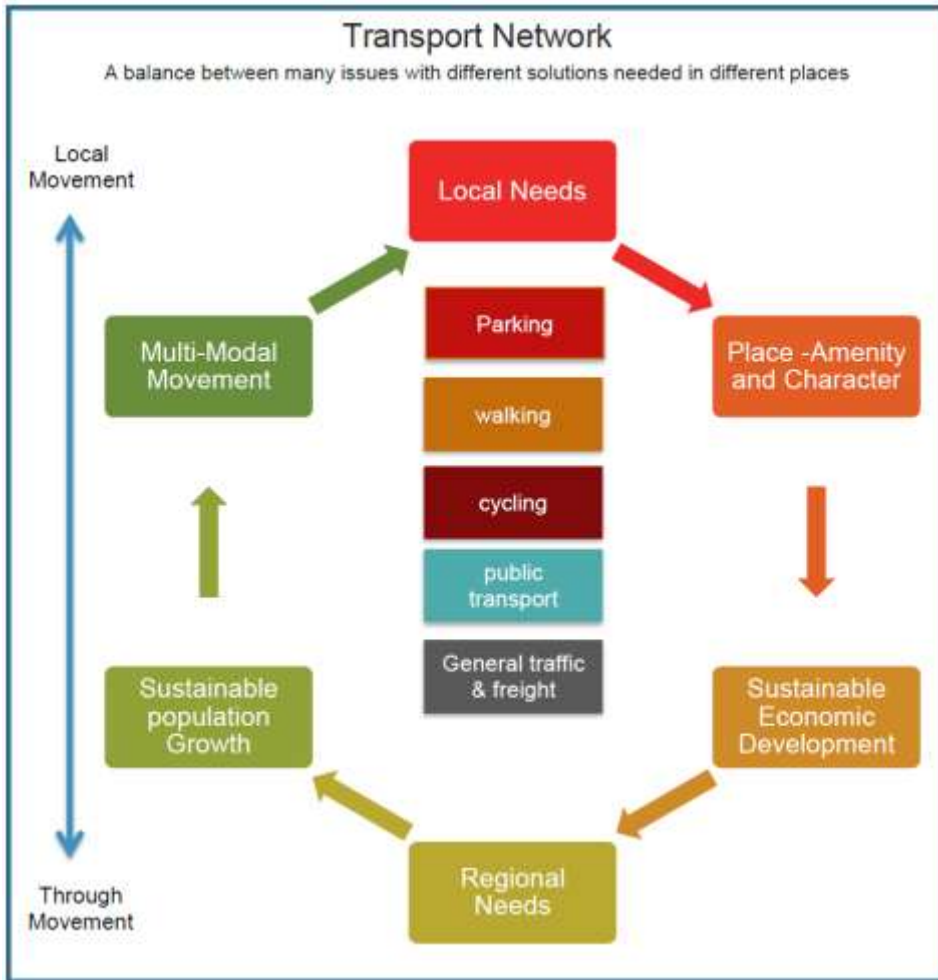 Transport Network
A balance between many issues with different solutions needed in different places
Local
Movement
Local Needs
Multi-Modal
Movement
Parking
Place -Amenity
and Character
walking
cycling
public
transport
General traffic
& freight
Sustainable
population
Growth
Sustainable
Economic
Development
Regional
Needs
Through
Movement